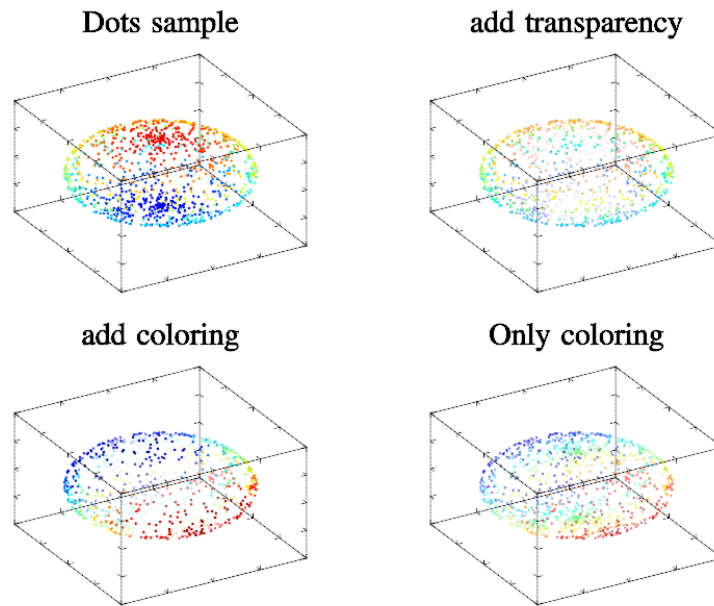 Dots sample
add transparency
add coloring
Only coloring